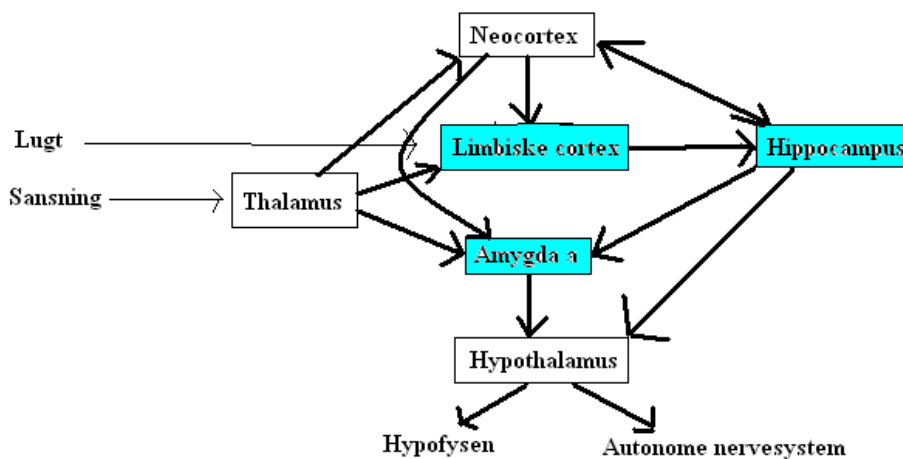 Neocortex
Lugt
Limbiske cortex
Hippocampus
Sansning
Thalamus
Amygda a
Hypothalamus
Hypofysen
Autonome nervesystem